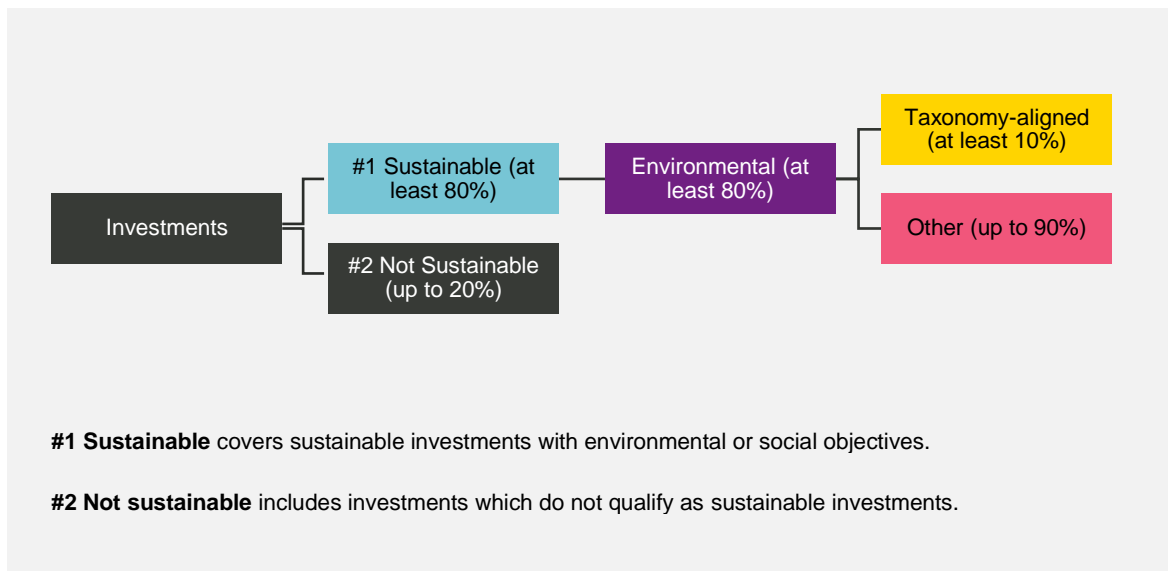 Investments
#1 Sustainable (at
least 80%)
#2 Not Sustainable
(up to 20%)
Environmental (at
least 80%)
Taxonomy-aligned
(at least 10%)
Other (up to 90%)
#1 Sustainable covers sustainable investments with environmental or social objectives.
#2 Not sustainable includes investments which do not qualify as sustainable investments.